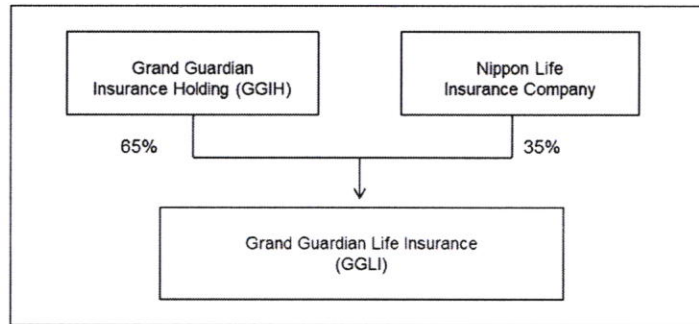 Grand Guardian
Insurance Holding (GGIH)
Nippon Life
Insurance Company
65%
35%
Grand Guardian Life Insurance
(GGLI)